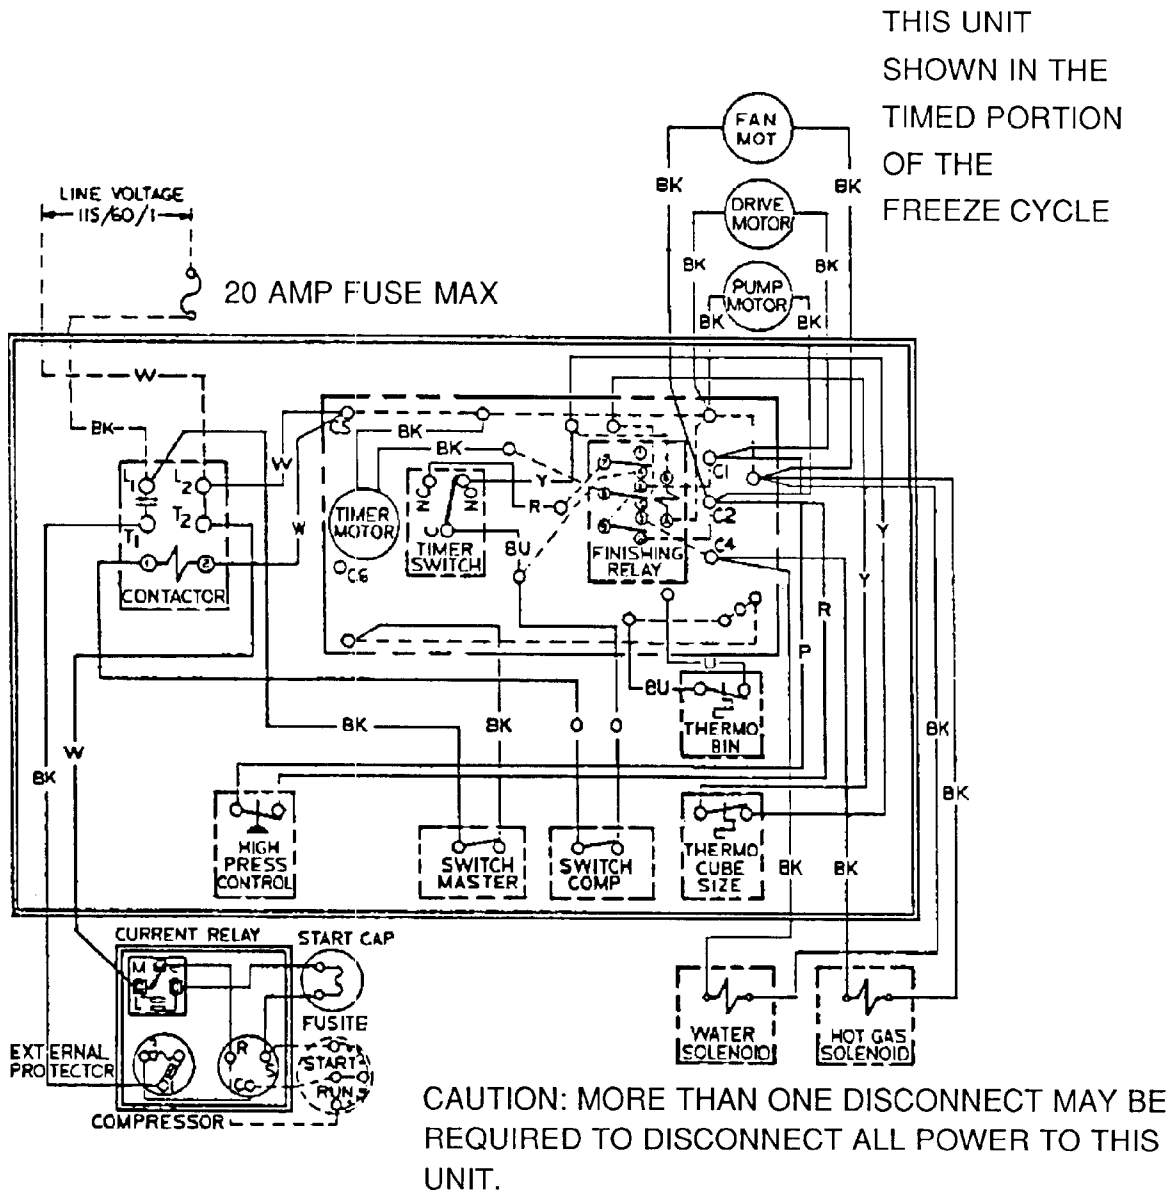 THIS UNIT
SHOWN IN THE
TIMED PORTION
OF THE
FREEZE CYCLE
FAN
MOT
BK
BK
DRIVE
MOTOR
BK
BK
PUMP
MOTOR
BK
BK
LINE VOLTAGE
115/60/1
20 AMP FUSE MAX
W
BK
L1
L2
T1
T2
1
2
CONTACTOR
W
W
C5
BK
BK
TIMER
MOTOR
C6
NC
NO
C
TIMER
SWITCH
Y
R
BU
FINISHING
RELAY
C1
C2
C4
Y
Y
R
P
BU
THERMO
BIN
BK
BK
O
O
W
BK
BK
BK
HIGH
PRESS
CONTROL
SWITCH
MASTER
SWITCH
COMP
THERMO
CUBE
SIZE
BK
BK
CURRENT RELAY
START CAP
M
L
R
S
C
FUSITE
START
RUN
EXTERNAL
PROTECTOR
COMPRESSOR
WATER
SOLENOID
HOT GAS
SOLENOID
CAUTION: MORE THAN ONE DISCONNECT MAY BE
REQUIRED TO DISCONNECT ALL POWER TO THIS
UNIT.